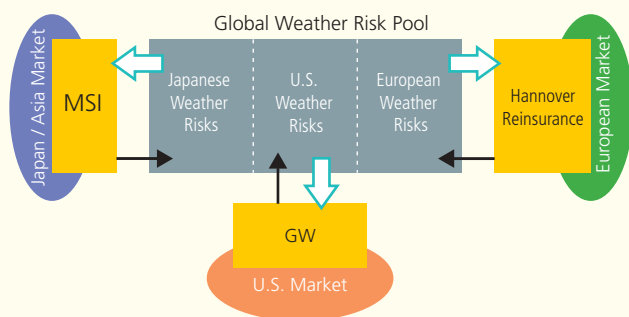 Global Weather Risk Pool
Japan / Asia Market
MSI
Japanese
Weather
Risks
U.S.
Weather
Risks
European
Weather
Risks
Hannover
Reinsurance
European Market
GW
U.S. Market